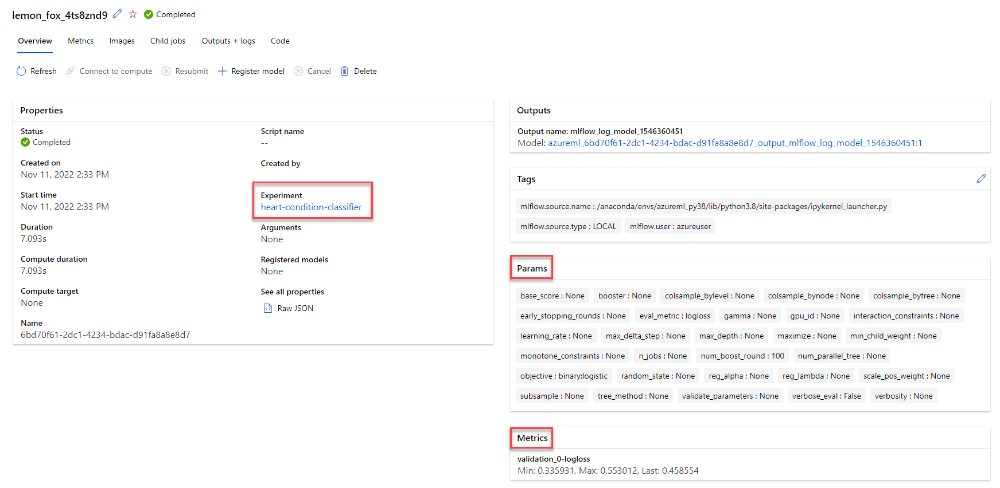 lemon_fox_4ts8znd9 Completed
Overview Metrics Images Child jobs Outputs + logs Code
Refresh Connect to compute Resubmit Register model Cancel Delete
Properties
Status
Completed
Created on
Nov 11, 2022 2:33 PM
Start time
Nov 11, 2022 2:33 PM
Duration
7.093s
Compute duration
7.093s
Compute target
None
Name
6bd70f61-2dc1-4234-bdac-d91fa8a8e8d7
Script name
--
Created by
Experiment
heart-condition-classifier
Arguments
None
Registered models
None
See all properties
Raw JSON
Outputs
Output name: mlflow_log_model_1546360451
Model: azureml_6bd70f61-2dc1-4234-bdac-d91fa8a8e8d7_output_mlflow_log_model_1546360451:1
Tags
mlflow.source.name : /anaconda/envs/azureml_py38/lib/python3.8/site-packages/ipykernel_launcher.py
mlflow.source.type : LOCAL mlflow.user : azureuser
Params
base_score : None booster : None colsample_bylevel : None colsample_bynode : None colsample_bytree : None
early_stopping_rounds : None eval_metric : logloss gamma : None gpu_id : None interaction_constraints : None
learning_rate : None max_delta_step : None max_depth : None maximize : None min_child_weight : None
monotone_constraints : None n_jobs : None num_boost_round : 100 num_parallel_tree : None
objective : binary:logistic random_state : None reg_alpha : None reg_lambda : None scale_pos_weight : None
subsample : None tree_method : None validate_parameters : None verbose_eval : False verbosity : None
Metrics
validation_0-logloss
Min: 0.335931, Max: 0.553012, Last: 0.458554